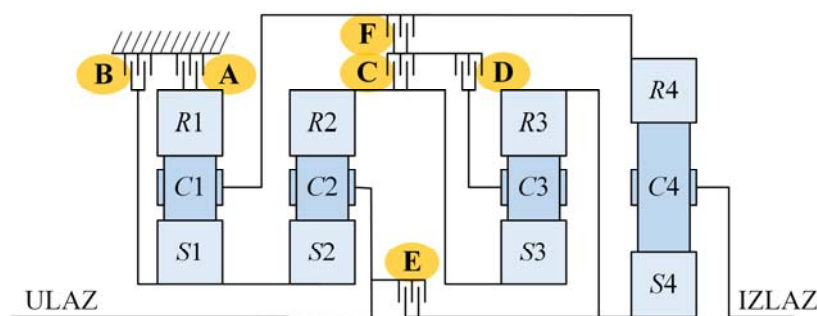 F
B A C D
R1 R2 R3 R4
C1 C2 C3 C4
S1 S2 E S3 S4
ULAZ IZLAZ